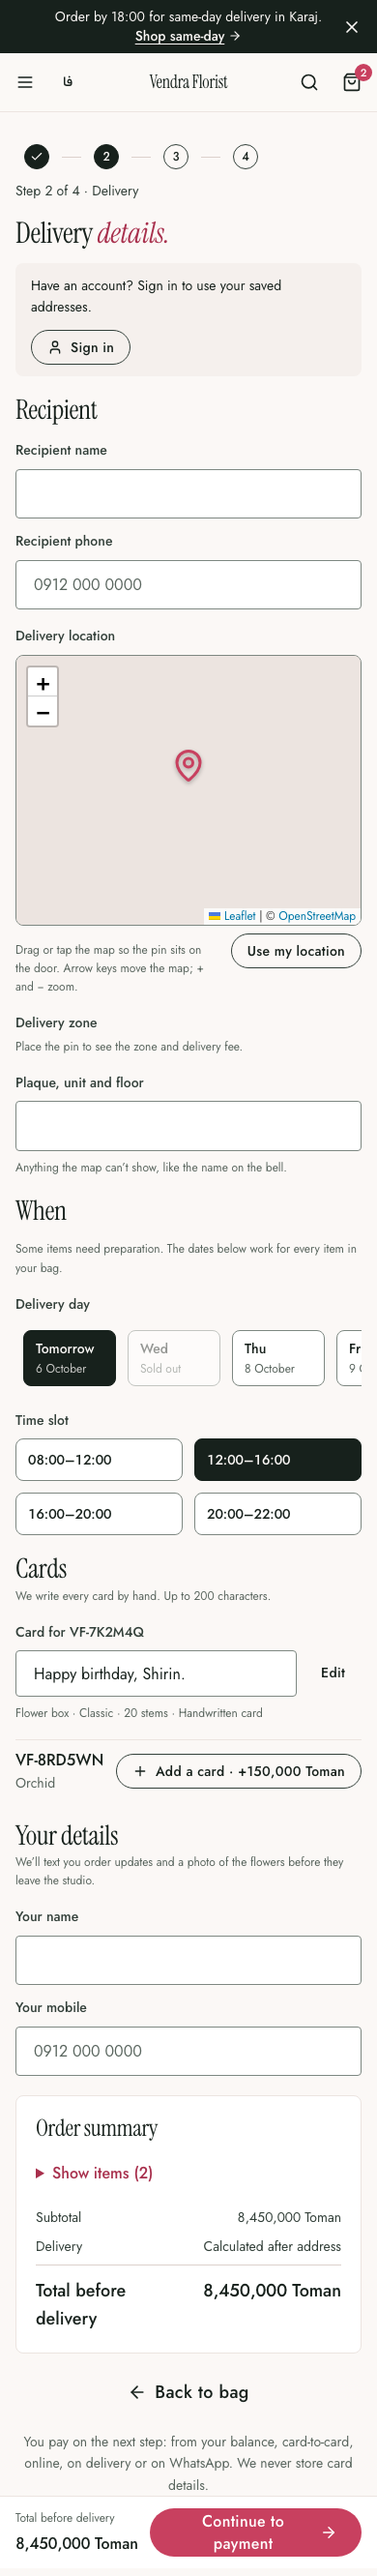 Order by 18:00 for same-day delivery in Karaj.
Shop same-day →
فا
Vendra Florist
2
2
3
4
Step 2 of 4 · Delivery
Delivery details.
Have an account? Sign in to use your saved
addresses.
Sign in
Recipient
Recipient name
Recipient phone
0912 000 0000
Delivery location
+
−
Leaflet | © OpenStreetMap
Drag or tap the map so the pin sits on
the door. Arrow keys move the map; +
and − zoom.
Use my location
Delivery zone
Place the pin to see the zone and delivery fee.
Plaque, unit and floor
Anything the map can't show, like the name on the bell.
When
Some items need preparation. The dates below work for every item in
your bag.
Delivery day
Tomorrow
6 October
Wed
Sold out
Thu
8 October
Time slot
08:00–12:00
12:00–16:00
16:00–20:00
20:00–22:00
Cards
We write every card by hand. Up to 200 characters.
Card for VF-7K2M4Q
Happy birthday, Shirin.
Edit
Flower box · Classic · 20 stems · Handwritten card
VF-8RD5WN
Orchid
+ Add a card · +150,000 Toman
Your details
We'll text you order updates and a photo of the flowers before they
leave the studio.
Your name
Your mobile
0912 000 0000
Order summary
Show items (2)
Subtotal 8,450,000 Toman
Delivery Calculated after address
Total before
delivery
8,450,000 Toman
← Back to bag
You pay on the next step: from your balance, card-to-card,
online, on delivery or on WhatsApp. We never store card
details.
Total before delivery
8,450,000 Toman
Continue to
payment →